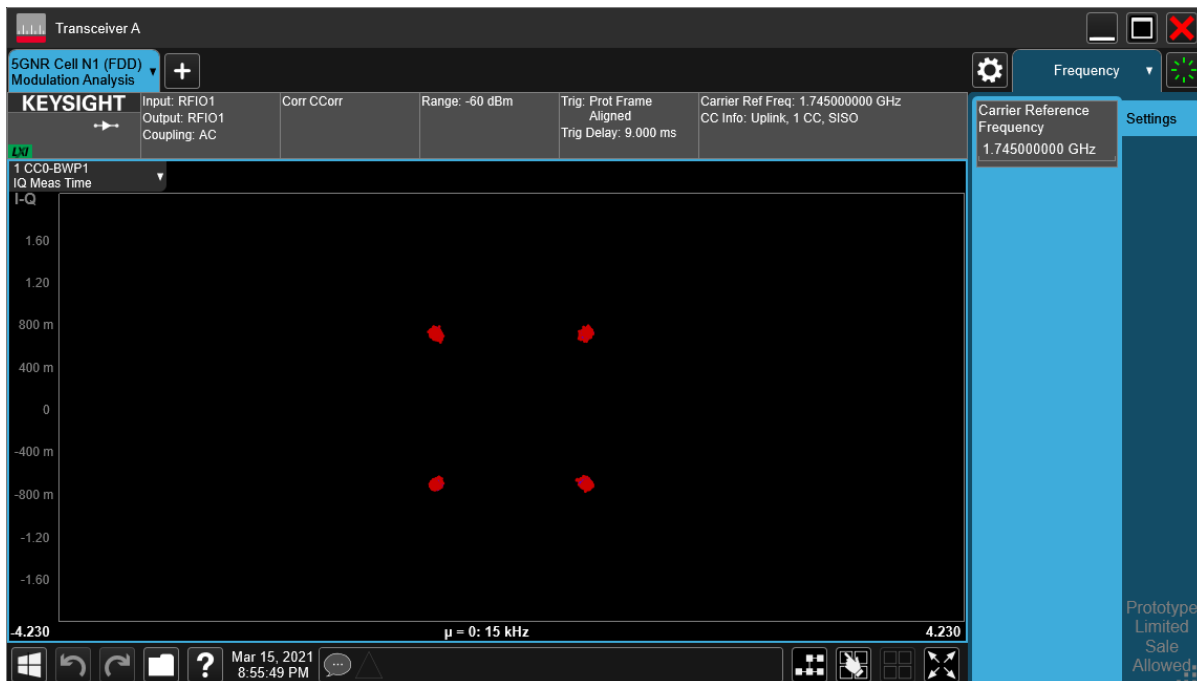 Transceiver A
5GNR Cell N1 (FDD)
Modulation Analysis
+
Frequency
KEYSIGHT
LXI
Input: RFIO1
Output: RFIO1
Coupling: AC
Corr CCorr
Range: -60 dBm
Trig: Prot Frame
Aligned
Trig Delay: 9.000 ms
Carrier Ref Freq: 1.745000000 GHz
CC Info: Uplink, 1 CC, SISO
Carrier Reference
Frequency
1.745000000 GHz
Settings
1 CC0-BWP1
IQ Meas Time
I-Q
1.60
1.20
800 m
400 m
0
-400 m
-800 m
-1.20
-1.60
-4.230
µ = 0: 15 kHz
4.230
Prototype
Limited
Sale
Allowed
?
Mar 15, 2021
8:55:49 PM